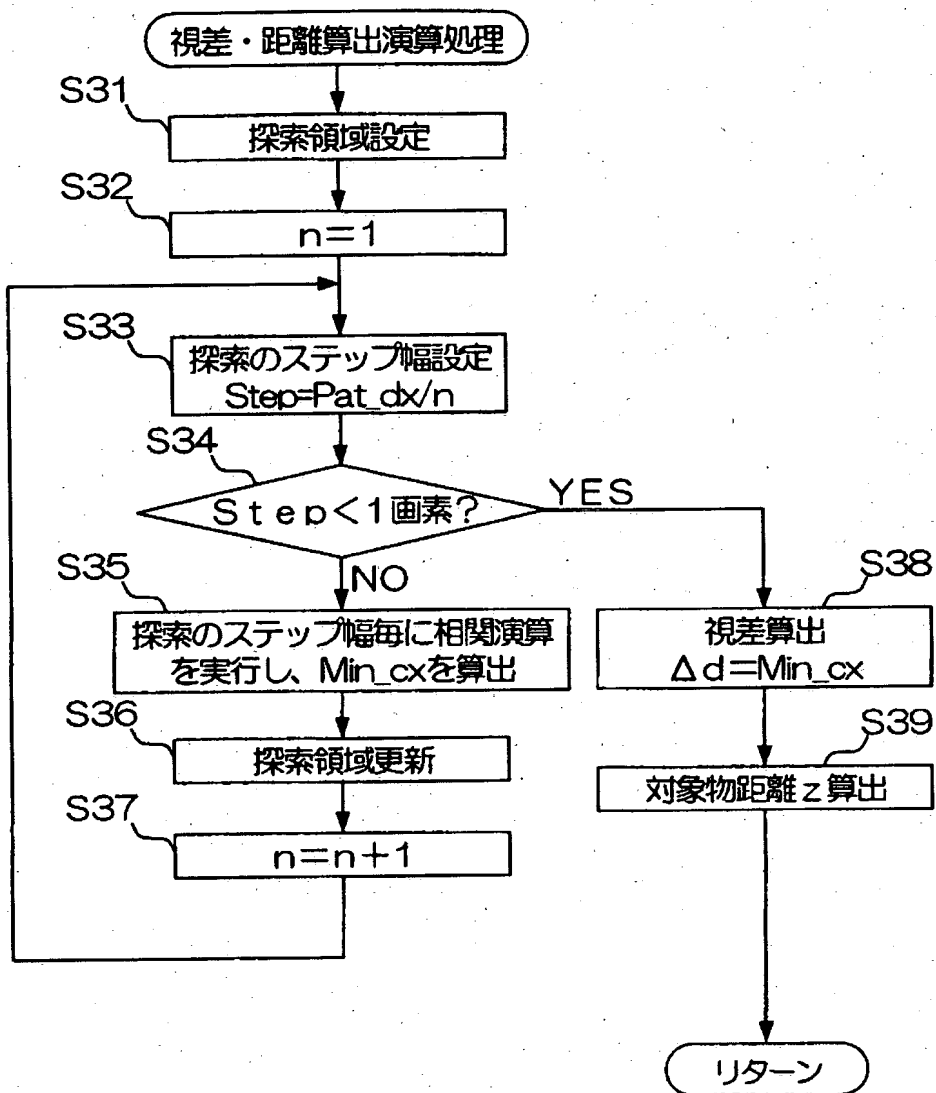 視差・距離算出演算処理
S31
探索領域設定
S32
n=1
S33
探索のステップ幅設定
Step=Pat_dx/n
S34
Step<1画素?
YES
NO
S35
探索のステップ幅毎に相関演算
を実行し、Min_cxを算出
S36
探索領域更新
S37
n=n+1
S38
視差算出
Δd=Min_cx
S39
対象物距離z算出
リターン